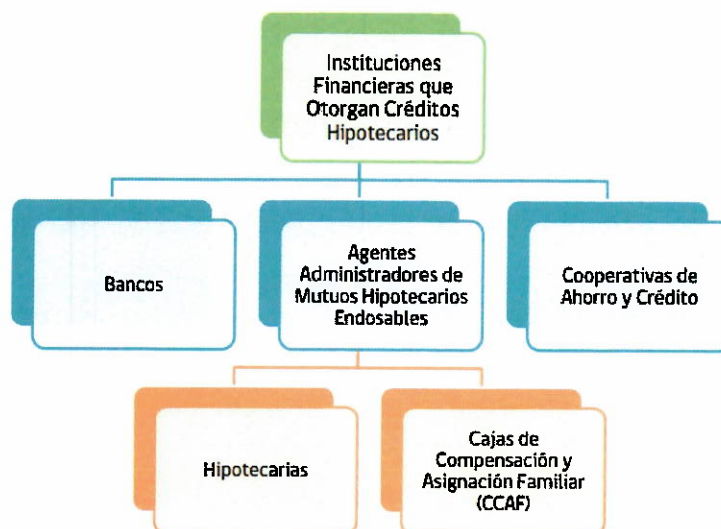 Instituciones
Financieras que
Otorgan Créditos
Hipotecarios
Bancos
Agentes
Administradores de
Mutuos Hipotecarios
Endosables
Cooperativas de
Ahorro y Crédito
Hipotecarias
Cajas de
Compensación y
Asignación Familiar
(CCAF)